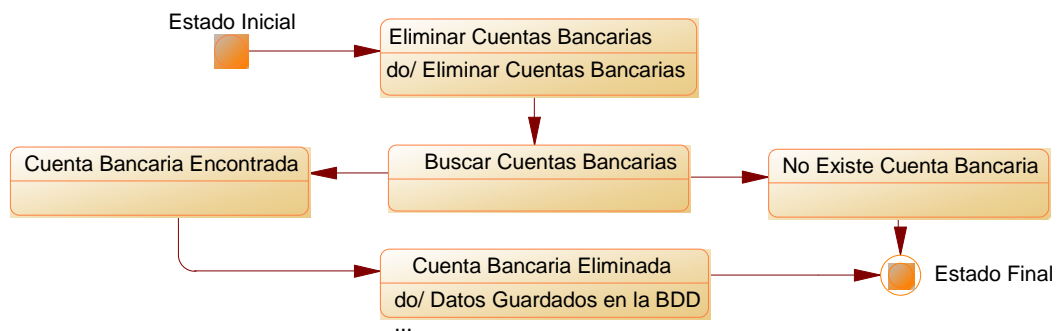 Estado Inicial
Eliminar Cuentas Bancarias
do/ Eliminar Cuentas Bancarias
Cuenta Bancaria Encontrada
Buscar Cuentas Bancarias
No Existe Cuenta Bancaria
Cuenta Bancaria Eliminada
do/ Datos Guardados en la BDD
...
Estado Final